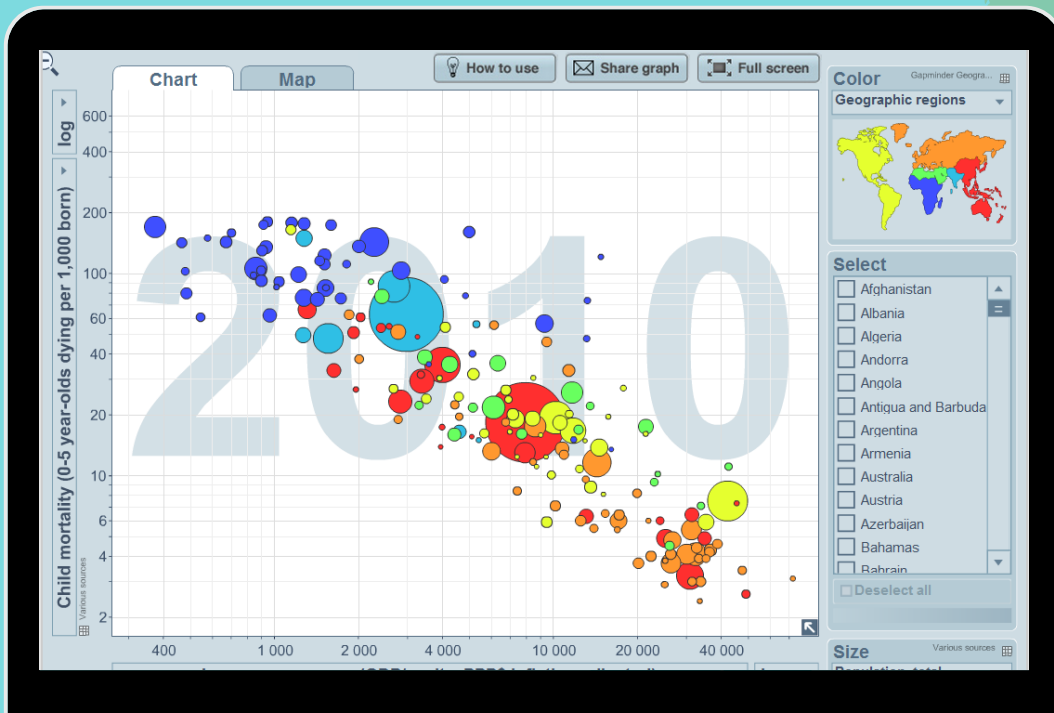 How to use
Share graph
Full screen
Chart
Map
log
Child mortality (0-5 year-olds dying per 1,000 born)
Various sources
600
400
200
100
60
40
20
10
6
4
2
2010
400
1 000
2 000
4 000
10 000
20 000
40 000
Color
Gapminder Geogra...
Geographic regions
Select
Afghanistan
Albania
Algeria
Andorra
Angola
Antigua and Barbuda
Argentina
Armenia
Australia
Austria
Azerbaijan
Bahamas
Bahrain
Deselect all
Size
Various sources